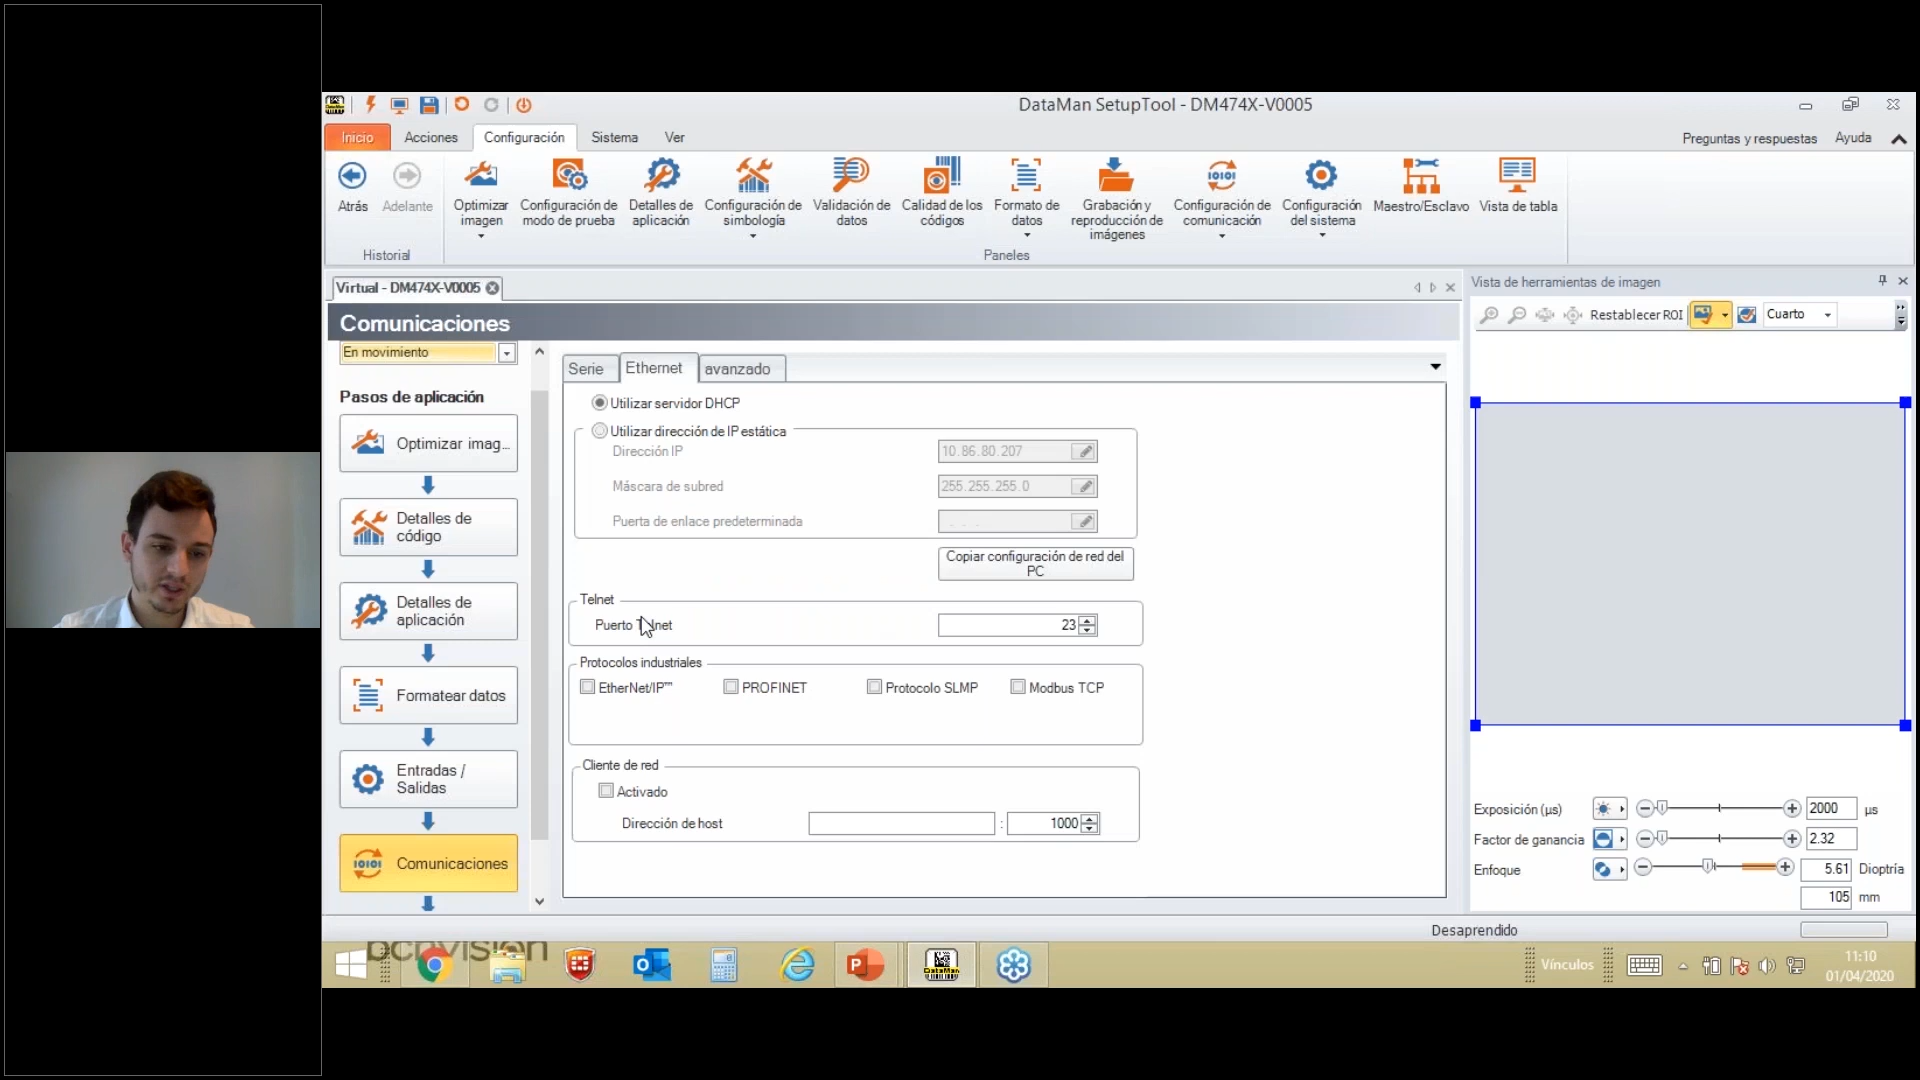 DataMan SetupTool - DM474X-V0005
Inicio
Acciones
Configuración
Sistema
Ver
Preguntas y respuestas
Ayuda
Atrás
Adelante
Optimizar
imagen
Configuración de
modo de prueba
Detalles de
aplicación
Configuración de
simbología
Validación de
datos
Calidad de los
códigos
Formato de
datos
Grabación y
reproducción de
imágenes
Configuración de
comunicación
Configuración
del sistema
Maestro/Esclavo
Vista de tabla
Historial
Paneles
Virtual - DM474X-V0005
Comunicaciones
En movimiento
Pasos de aplicación
Optimizar imag...
Detalles de
código
Detalles de
aplicación
Formatear datos
Entradas /
Salidas
Comunicaciones
Serie
Ethernet
avanzado
Utilizar servidor DHCP
Utilizar dirección de IP estática
Dirección IP
10.86.80.207
Máscara de subred
255.255.255.0
Puerta de enlace predeterminada
Copiar configuración de red del
PC
Telnet
Puerto Telnet
23
Protocolos industriales
EtherNet/IP™
PROFINET
Protocolo SLMP
Modbus TCP
Cliente de red
Activado
Dirección de host
:
1000
Vista de herramientas de imagen
Restablecer ROI
Cuarto
Exposición (µs)
2000
µs
Factor de ganancia
2.32
Enfoque
5.61
Dioptría
105
mm
Desaprendido
bcnvision
DataMan
Vínculos
11:10
01/04/2020